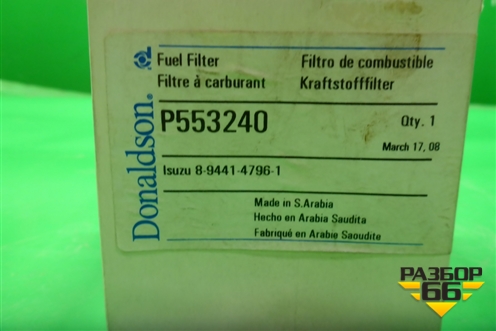 Donaldson.
Fuel Filter Filtro de combustible
Filtre à carburant Kraftstofffilter
P553240 Qty. 1
March 17, 08
Isuzu 8-9441-4796-1
Made in S.Arabia
Hecho en Arabia Saudita
Fabriqué en Arabie Saoudite
РАЗБОР
66